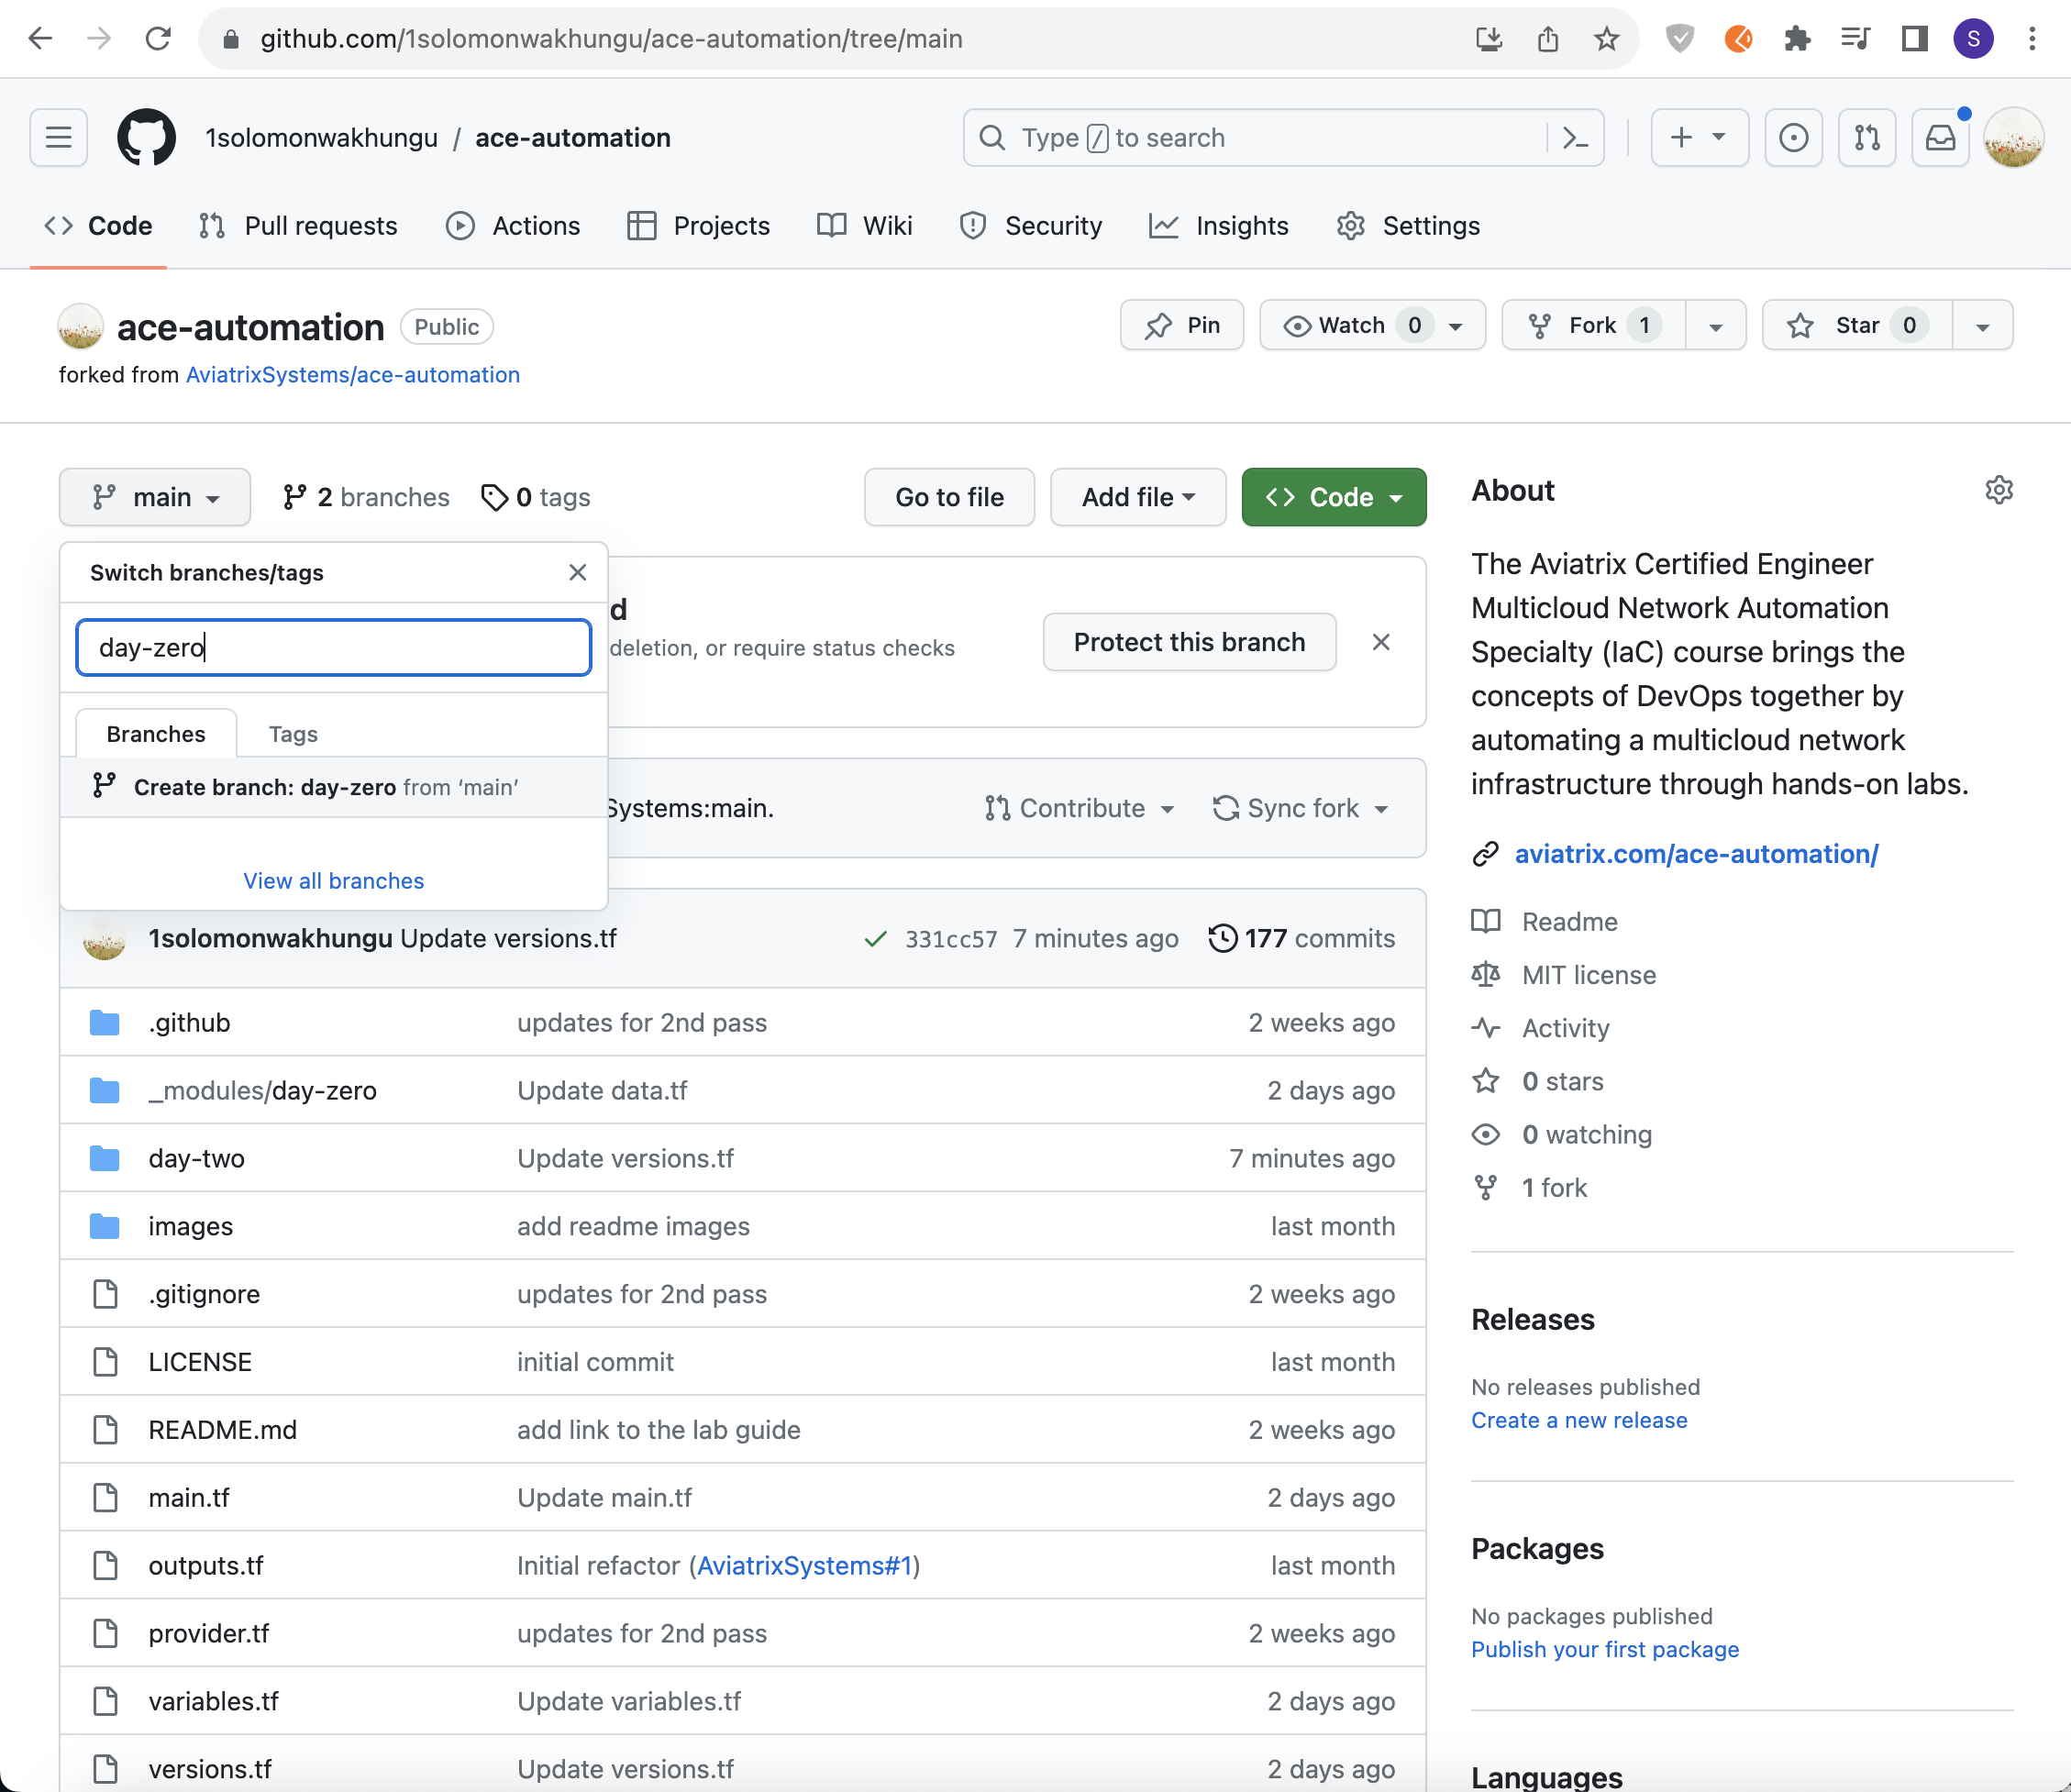 github.com/1solomonwakhungu/ace-automation/tree/main
S
1solomonwakhungu / ace-automation
Type / to search
Code
Pull requests
Actions
Projects
Wiki
Security
Insights
Settings
ace-automation Public
forked from AviatrixSystems/ace-automation
Pin
Watch 0
Fork 1
Star 0
main
2 branches
0 tags
Go to file
Add file
Code
Switch branches/tags
day-zero
Branches
Tags
Create branch: day-zero from ‘main’
View all branches
d
deletion, or require status checks
Protect this branch
Systems:main.
Contribute
Sync fork
1solomonwakhungu Update versions.tf 331cc57 7 minutes ago 177 commits
.github updates for 2nd pass 2 weeks ago
_modules/day-zero Update data.tf 2 days ago
day-two Update versions.tf 7 minutes ago
images add readme images last month
.gitignore updates for 2nd pass 2 weeks ago
LICENSE initial commit last month
README.md add link to the lab guide 2 weeks ago
main.tf Update main.tf 2 days ago
outputs.tf Initial refactor (AviatrixSystems#1) last month
provider.tf updates for 2nd pass 2 weeks ago
variables.tf Update variables.tf 2 days ago
versions.tf Update versions.tf 2 days ago
About
The Aviatrix Certified Engineer
Multicloud Network Automation
Specialty (IaC) course brings the
concepts of DevOps together by
automating a multicloud network
infrastructure through hands-on labs.
aviatrix.com/ace-automation/
Readme
MIT license
Activity
0 stars
0 watching
1 fork
Releases
No releases published
Create a new release
Packages
No packages published
Publish your first package
Languages